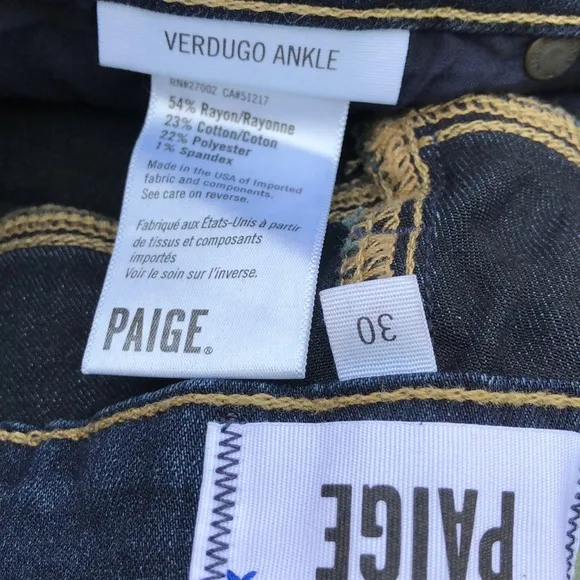 VERDUGO ANKLE
RN#27002 CA#51217
54% Rayon/Rayonne
23% Cotton/Coton
22% Polyester
1% Spandex
Made in the USA of Imported
fabric and components.
See care on reverse.
Fabriqué aux États-Unis à partir
de tissus et composants
importés
Voir le soin sur l'inverse.
PAIGE®
30
PAIGE